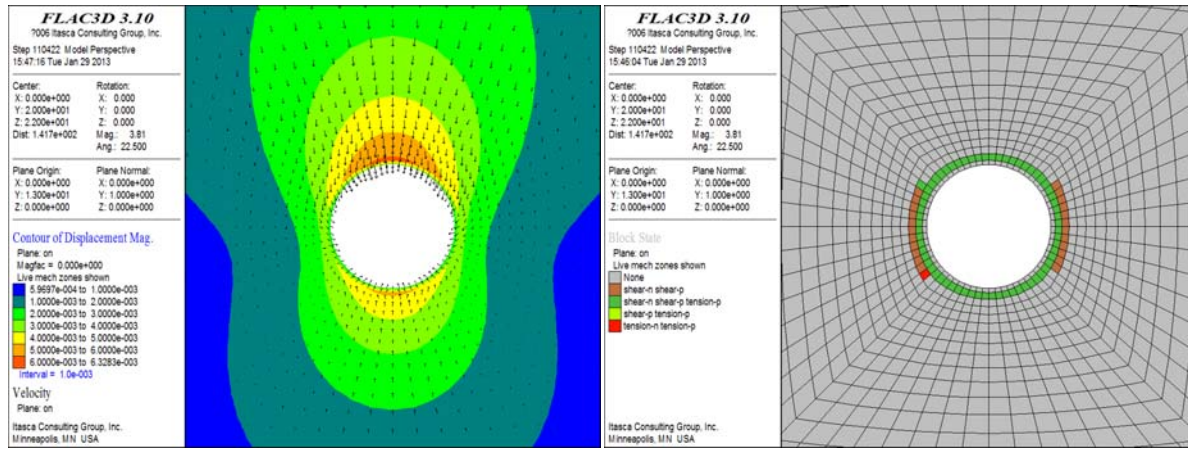 FLAC3D 3.10
?006 Itasca Consulting Group, Inc.
Step 110422 Model Perspective
15:47:16 Tue Jan 29 2013
Center: Rotation:
X: 0.000e+000 X: 0.000
Y: 2.000e+001 Y: 0.000
Z: 2.200e+001 Z: 0.000
Dist: 1.417e+002 Mag.: 3.81
Ang.: 22.500
Plane Origin: Plane Normal:
X: 0.000e+000 X: 0.000e+000
Y: 1.300e+001 Y: 1.000e+000
Z: 0.000e+000 Z: 0.000e+000
Contour of Displacement Mag.
Plane: on
Magfac = 0.000e+000
Live mech zones shown
5.9697e-004 to 1.0000e-003
1.0000e-003 to 2.0000e-003
2.0000e-003 to 3.0000e-003
3.0000e-003 to 4.0000e-003
4.0000e-003 to 5.0000e-003
5.0000e-003 to 6.0000e-003
6.0000e-003 to 6.3283e-003
Interval = 1.0e-003
Velocity
Plane: on
Itasca Consulting Group, Inc.
Minneapolis, MN USA
FLAC3D 3.10
?006 Itasca Consulting Group, Inc.
Step 110422 Model Perspective
15:46:04 Tue Jan 29 2013
Center: Rotation:
X: 0.000e+000 X: 0.000
Y: 2.000e+001 Y: 0.000
Z: 2.200e+001 Z: 0.000
Dist: 1.417e+002 Mag.: 3.81
Ang.: 22.500
Plane Origin: Plane Normal:
X: 0.000e+000 X: 0.000e+000
Y: 1.300e+001 Y: 1.000e+000
Z: 0.000e+000 Z: 0.000e+000
Block State
Plane: on
Live mech zones shown
None
shear-n shear-p
shear-n shear-p tension-p
shear-p tension-p
tension-n tension-p
Itasca Consulting Group, Inc.
Minneapolis, MN USA